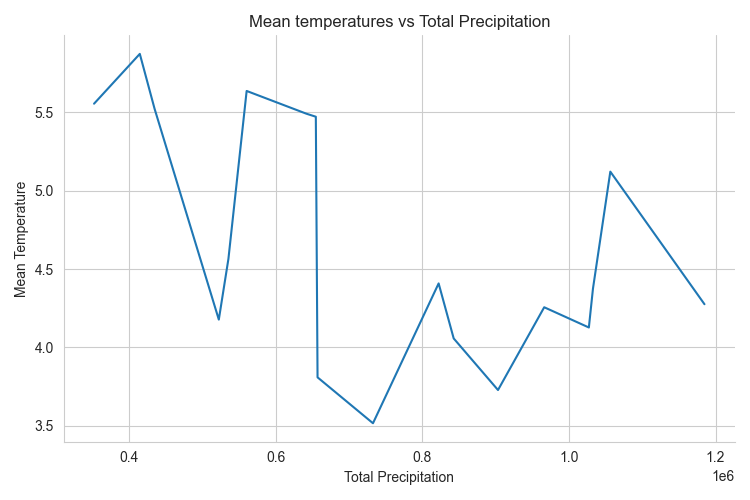 Mean temperatures vs Total Precipitation
Mean Temperature
5.5
5.0
4.5
4.0
3.5
0.4
0.6
0.8
1.0
1.2
1e6
Total Precipitation